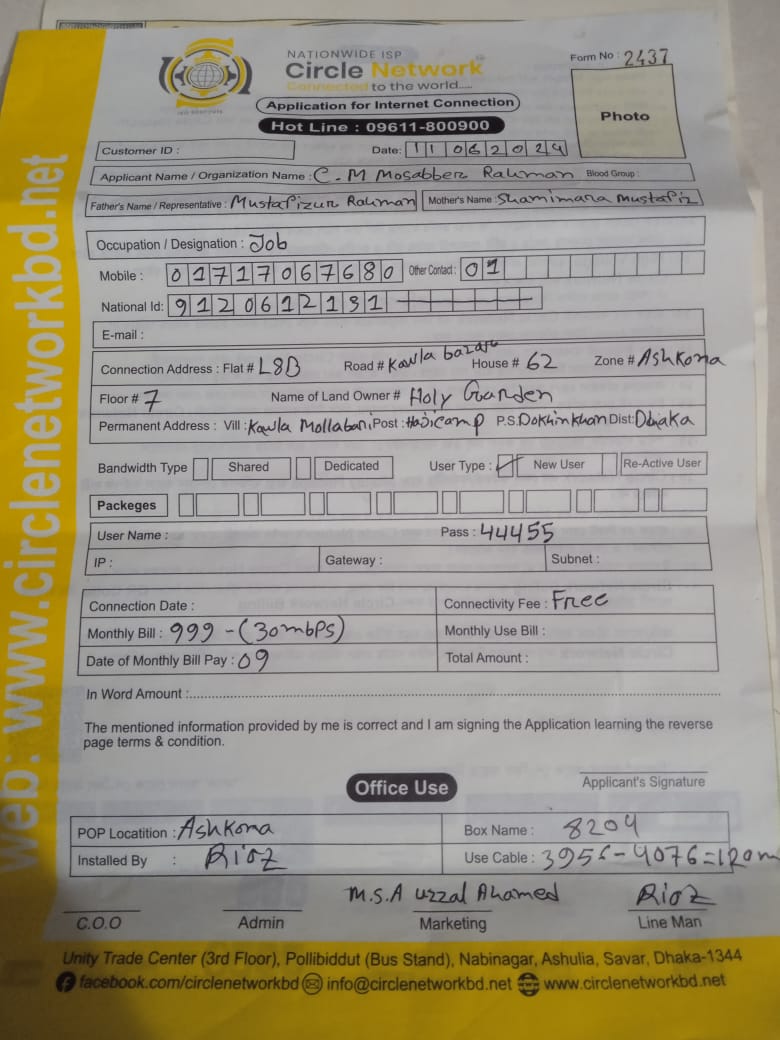 NATIONWIDE ISP
Circle Network
Connected to the world.....
Form No : 2437
Application for Internet Connection
Hot Line : 09611-800900
Photo
Customer ID :
Date: 11062024
Applicant Name / Organization Name : C. M Mosabber Rahman Blood Group :
Father's Name / Representative : Mustafizur Rahman Mother's Name : Shamimara Mustafiz
Occupation / Designation : Job
Mobile : 01717067680 Other Contact : 01
National Id: 9120612131
E-mail :
Connection Address : Flat # L8B Road # Kawla bazar House # 62 Zone # Ashkona
Floor # 7 Name of Land Owner # Holy Garden
Permanent Address : Vill : Kawla Mollabari Post : Hajicamp P.S. Dokhinkhan Dist: Dhaka
Bandwidth Type Shared Dedicated User Type : New User Re-Active User
Packeges
User Name : Pass : 44455
IP : Gateway : Subnet :
Connection Date : Connectivity Fee : Free
Monthly Bill : 999 - (30mbps) Monthly Use Bill :
Date of Monthly Bill Pay : 09 Total Amount :
In Word Amount :
The mentioned information provided by me is correct and I am signing the Application learning the reverse
page terms & condition.
Office Use
Applicant's Signature
POP Locatition : Ashkona Box Name : 8204
Installed By : Rioz Use Cable : 3956-4076=120m
M.S.A Uzzal Ahamed Rioz
C.O.O Admin Marketing Line Man
Unity Trade Center (3rd Floor), Pollibiddut (Bus Stand), Nabinagar, Ashulia, Savar, Dhaka-1344
facebook.com/circlenetworkbd info@circlenetworkbd.net www.circlenetworkbd.net
web: www.circlenetworkbd.net